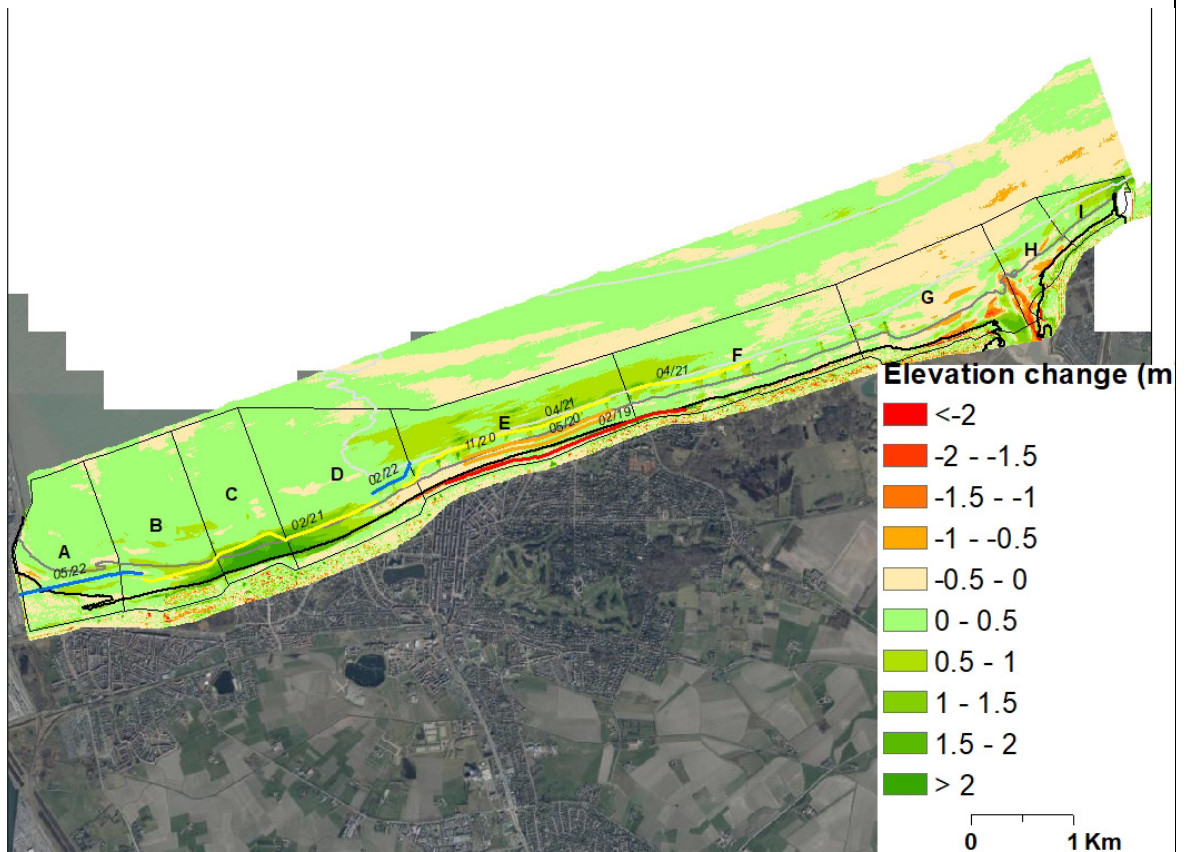 I
H
G
F
04/21
04/21
E
11/20
05/20
02/19
D
02/22
C
02/21
B
A
05/22
Elevation change (m
<-2
-2 - -1.5
-1.5 - -1
-1 - -0.5
-0.5 - 0
0 - 0.5
0.5 - 1
1 - 1.5
1.5 - 2
> 2
0 1 Km